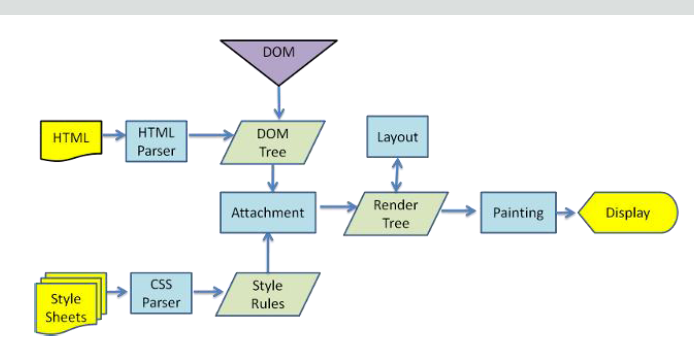 DOM
HTML
HTML
Parser
DOM
Tree
Layout
Attachment
Render
Tree
Painting
Display
Style
Sheets
CSS
Parser
Style
Rules